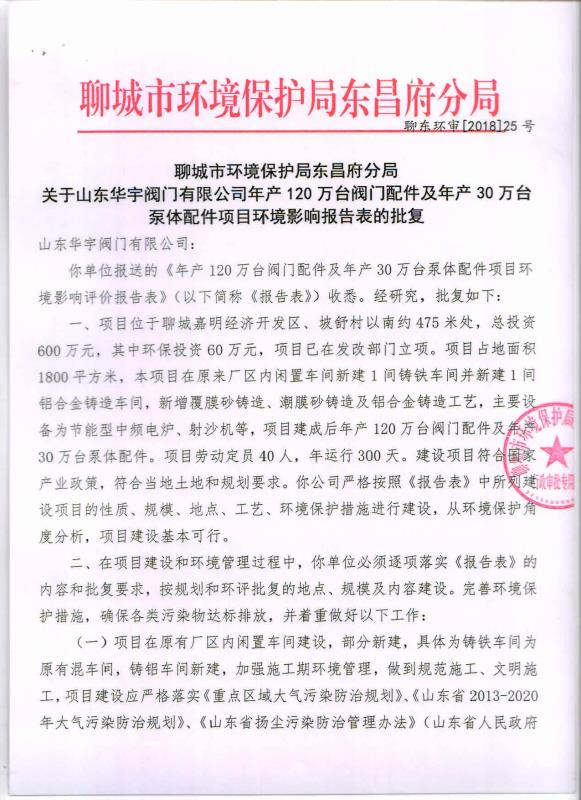 聊城市环境保护局东昌府分局
聊东环审[2018]25 号
聊城市环境保护局东昌府分局
关于山东华宇阀门有限公司年产 120 万台阀门配件及年产 30 万台
泵体配件项目环境影响报告表的批复
山东华宇阀门有限公司：
你单位报送的《年产 120 万台阀门配件及年产 30 万台泵体配件项目环
境影响评价报告表》（以下简称《报告表》）收悉。经研究，批复如下：
一、项目位于聊城嘉明经济开发区、坡舒村以南约 475 米处，总投资
600 万元，其中环保投资 60 万元，项目已在发改部门立项。项目占地面积
1800 平方米，本项目在原来厂区内闲置车间新建 1 间铸铁车间并新建 1 间
铝合金铸造车间，新增覆膜砂铸造、潮膜砂铸造及铝合金铸造工艺，主要设
备为节能型中频电炉、射沙机等，项目建成后年产 120 万台阀门配件及年产
30 万台泵体配件。项目劳动定员 40 人，年运行 300 天。建设项目符合国家
产业政策，符合当地土地和规划要求。你公司严格按照《报告表》中所列建
设项目的性质、规模、地点、工艺、环境保护措施进行建设，从环境保护角
度分析，项目建设基本可行。
二、在项目建设和环境管理过程中，你单位必须逐项落实《报告表》的
内容和批复要求，按规划和环评批复的地点、规模及内容建设。完善环境保
护措施，确保各类污染物达标排放，并着重做好以下工作：
（一）项目在原有厂区内闲置车间建设，部分新建，具体为铸铁车间为
原有混车间，铸铝车间新建，加强施工期环境管理，做到规范施工、文明施
工，项目建设应严格落实《重点区域大气污染防治规划》、《山东省 2013-2020
年大气污染防治规划》、《山东省扬尘污染防治管理办法》（山东省人民政府
聊城市环境保护局
行政审批专用